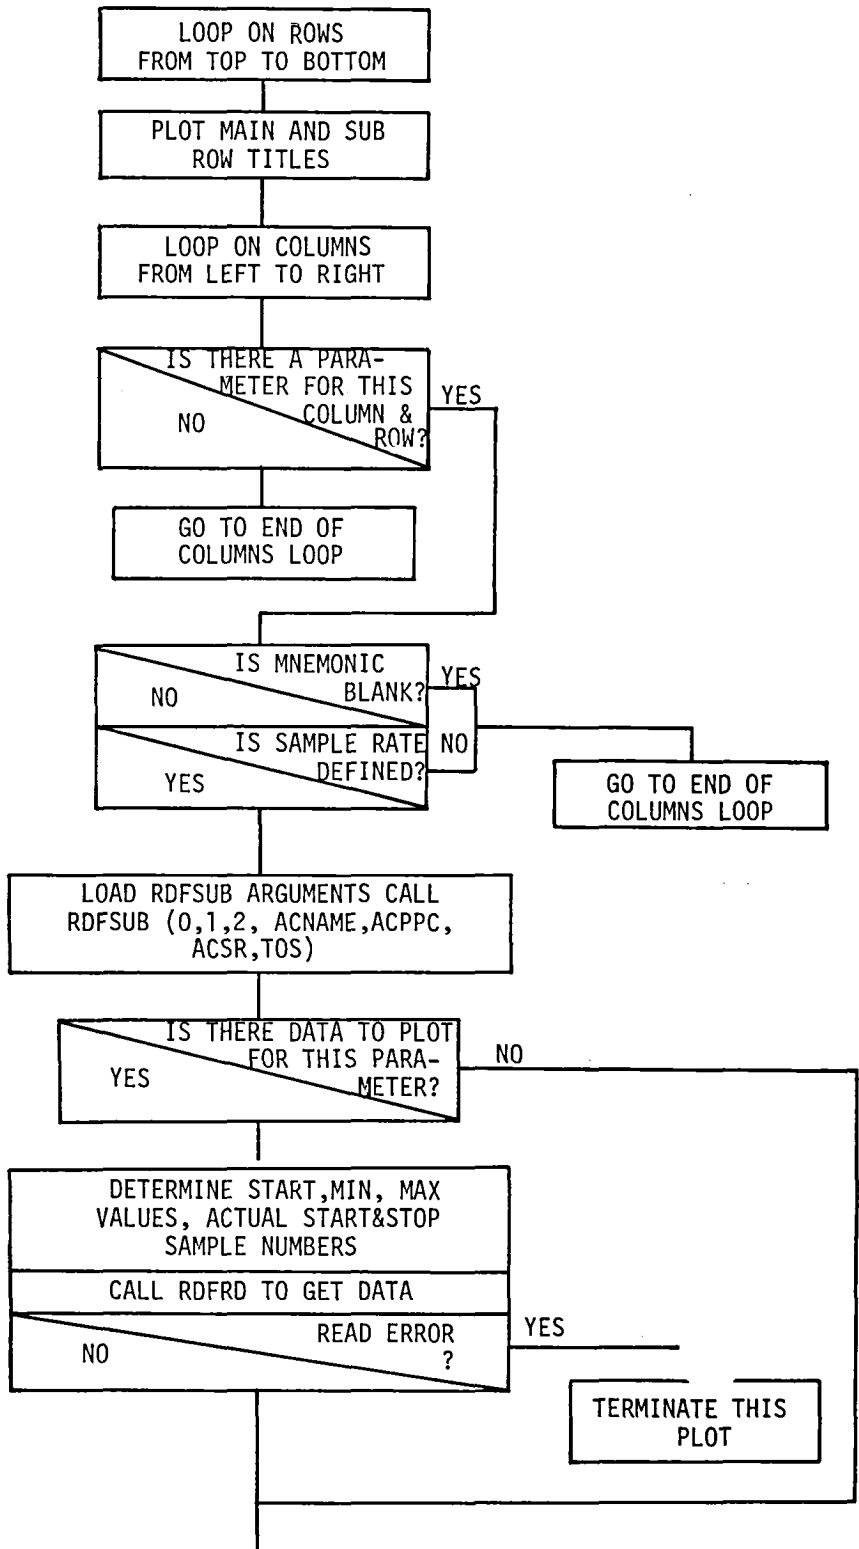 LOOP ON ROWS
FROM TOP TO BOTTOM
PLOT MAIN AND SUB
ROW TITLES
LOOP ON COLUMNS
FROM LEFT TO RIGHT
IS THERE A PARA-
METER FOR THIS
COLUMN &
ROW?
NO
YES
GO TO END OF
COLUMNS LOOP
IS MNEMONIC
BLANK?
YES
NO
IS SAMPLE RATE
DEFINED?
NO
YES
GO TO END OF
COLUMNS LOOP
LOAD RDFSUB ARGUMENTS CALL
RDFSUB (0,1,2, ACNAME,ACPPC,
ACSR,TOS)
IS THERE DATA TO PLOT
FOR THIS PARA-
METER?
NO
YES
DETERMINE START,MIN, MAX
VALUES, ACTUAL START&STOP
SAMPLE NUMBERS
CALL RDFRD TO GET DATA
READ ERROR
?
YES
NO
TERMINATE THIS
PLOT